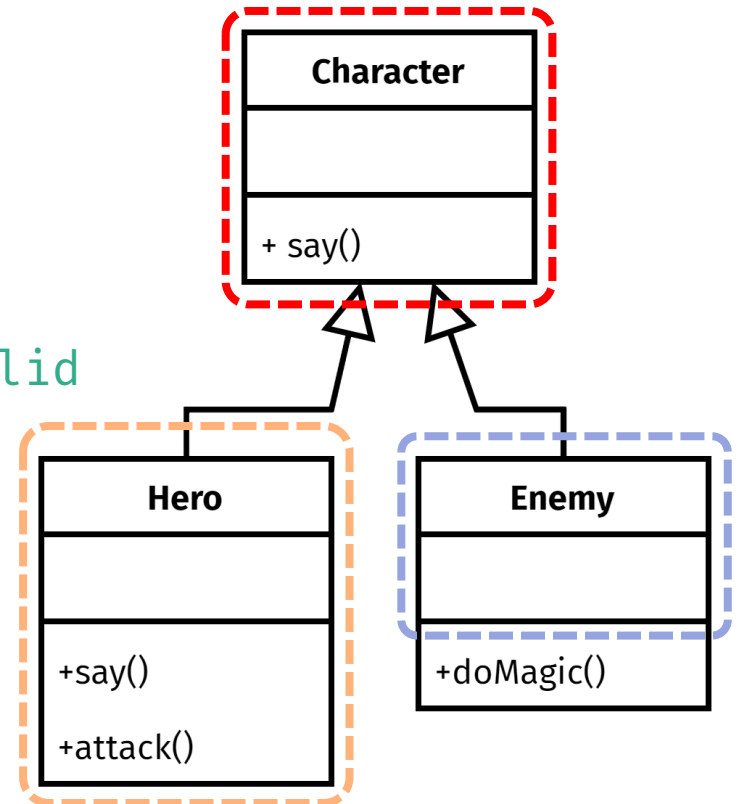 Character
+ say()
lid
Hero
Enemy
+say()
+doMagic()
+attack()